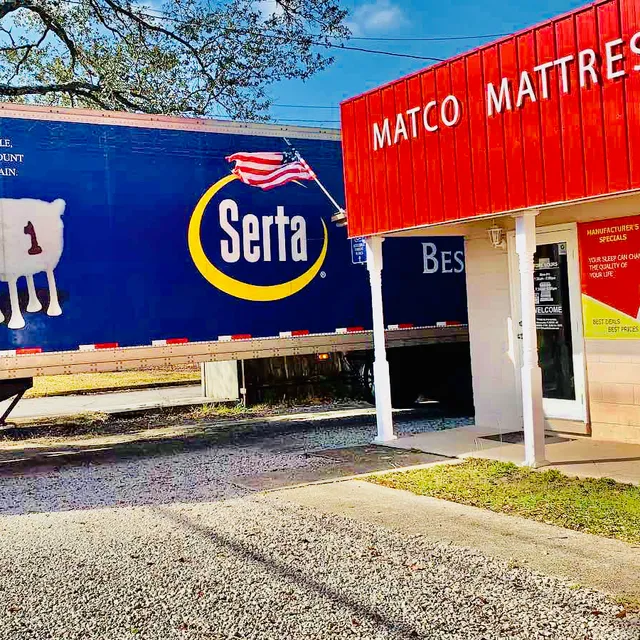 LE,
OUNT
AIN.
1
Serta
®
BES
MATCO MATTRES
MANUFACTURER'S
SPECIALS
YOUR SLEEP CAN CHAN
THE QUALITY OF
YOUR LIFE
BEST DEALS
BEST PRICES
WELCOME